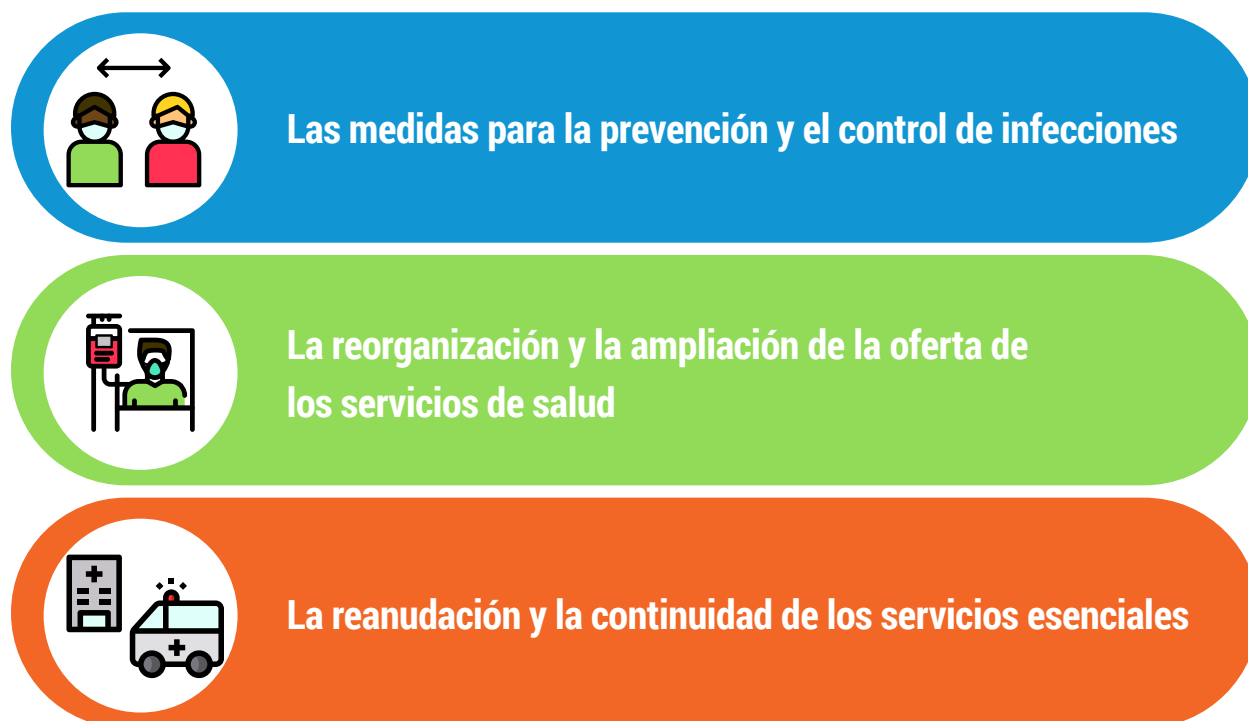 Las medidas para la prevención y el control de infecciones
La reorganización y la ampliación de la oferta de
los servicios de salud
La reanudación y la continuidad de los servicios esenciales